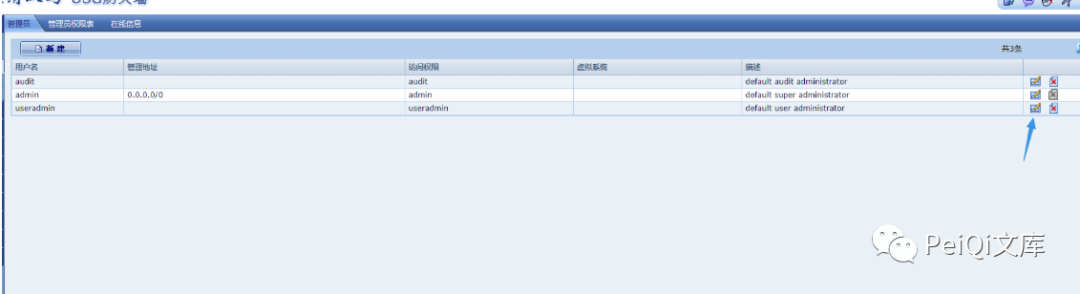 USG防火墙
管理员 管理员权限表 在线信息
新 建 共3条
用户名 管理地址 访问权限 虚拟系统 描述
audit audit default audit administrator
admin 0.0.0.0/0 admin default super administrator
useradmin useradmin default user administrator
PeiQi文库